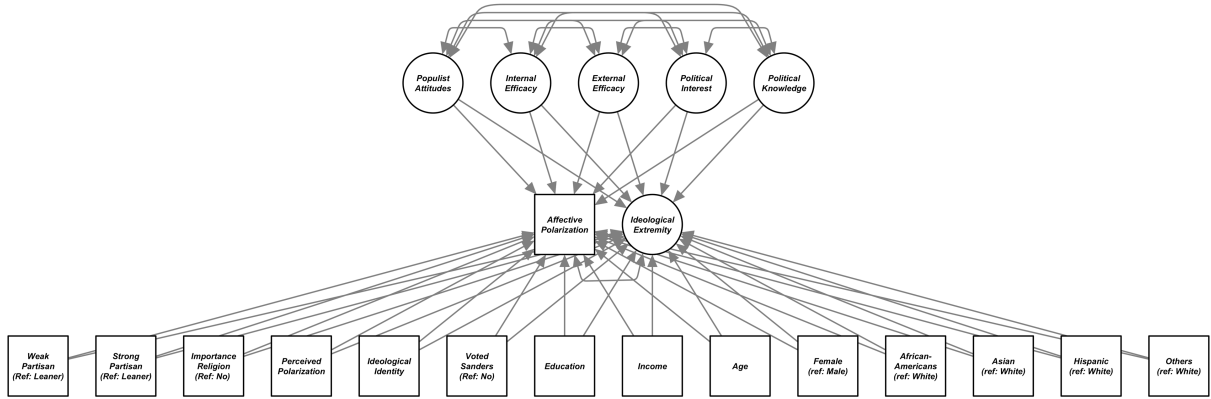 Populist
Attitudes
Internal
Efficacy
External
Efficacy
Political
Interest
Political
Knowledge
Affective
Polarization
Ideological
Extremity
Weak
Partisan
(Ref: Leaner)
Strong
Partisan
(Ref: Leaner)
Importance
Religion
(Ref: No)
Perceived
Polarization
Ideological
Identity
Voted
Sanders
(Ref: No)
Education
Income
Age
Female
(ref: Male)
African-
Americans
(ref: White)
Asian
(ref: White)
Hispanic
(ref: White)
Others
(ref: White)